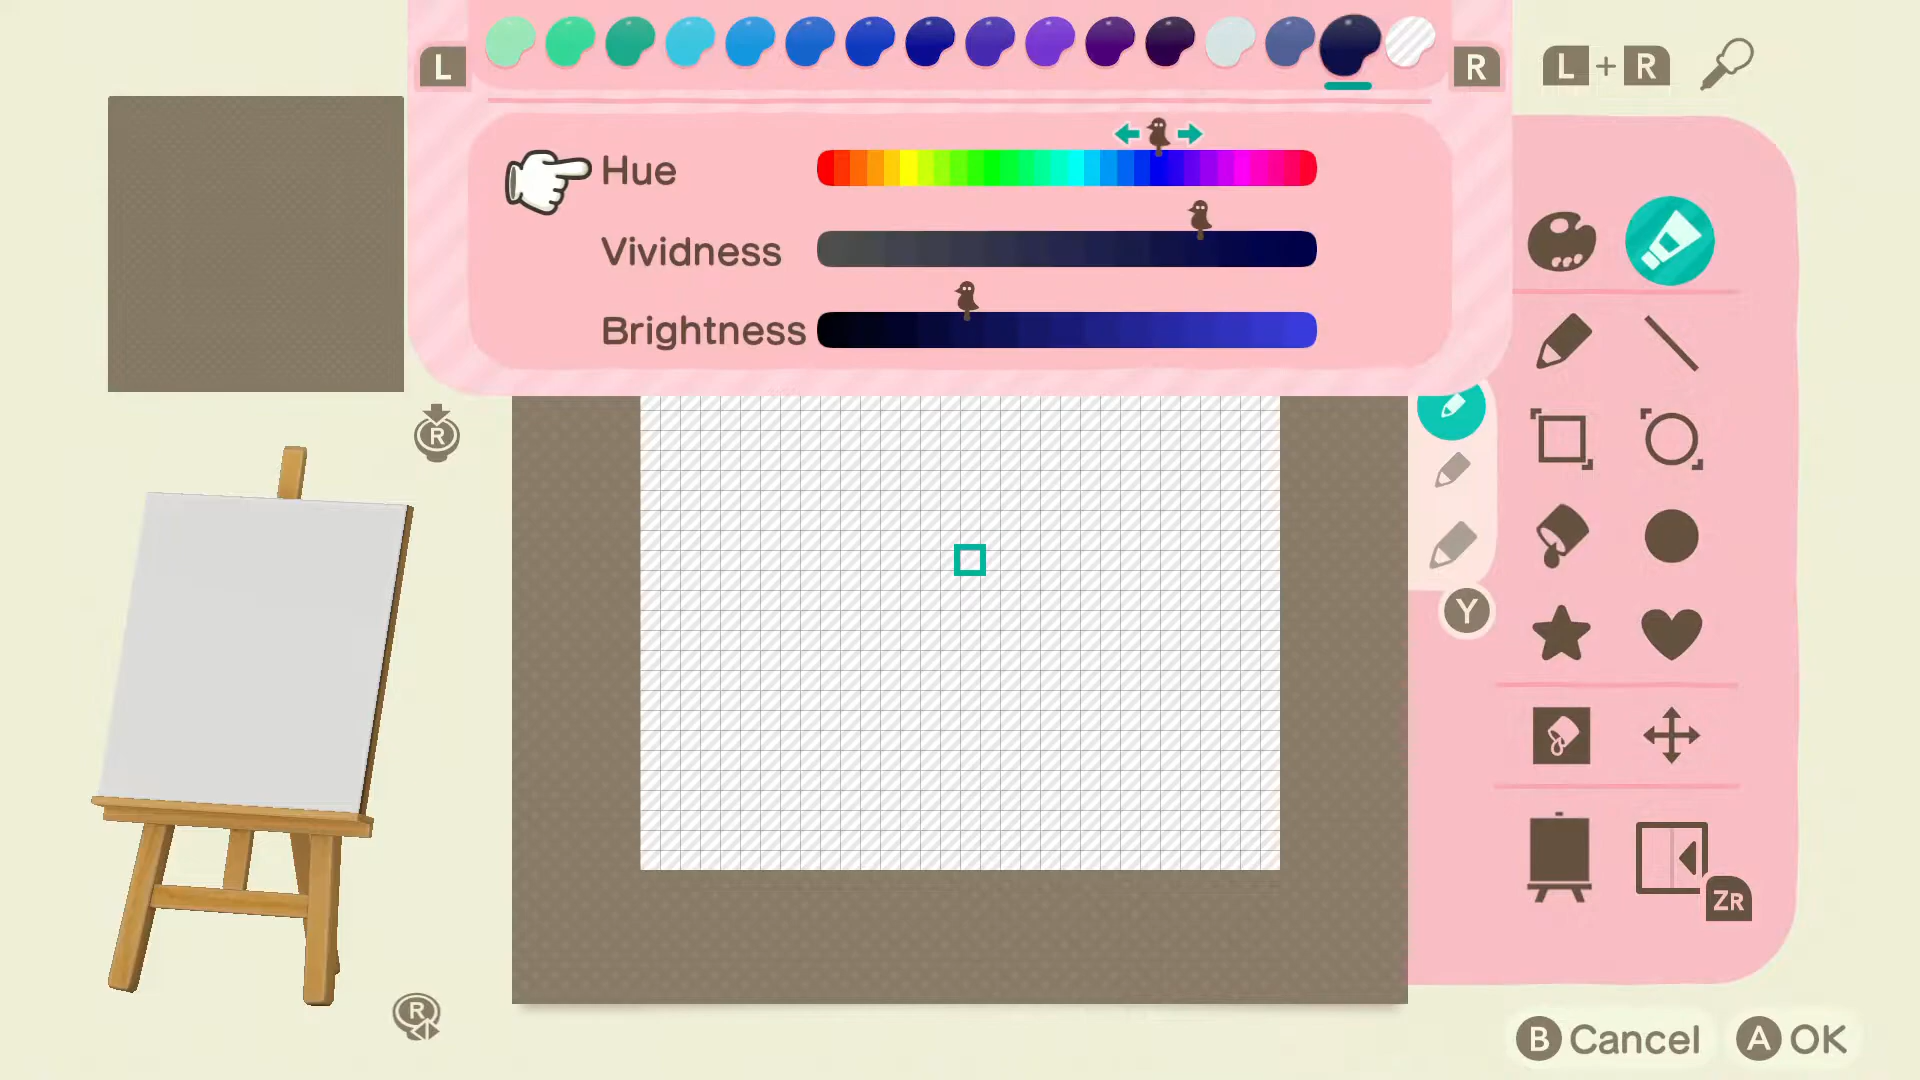 L
R
L + R
Hue
Vividness
Brightness
R
Y
ZR
R
B Cancel
A OK